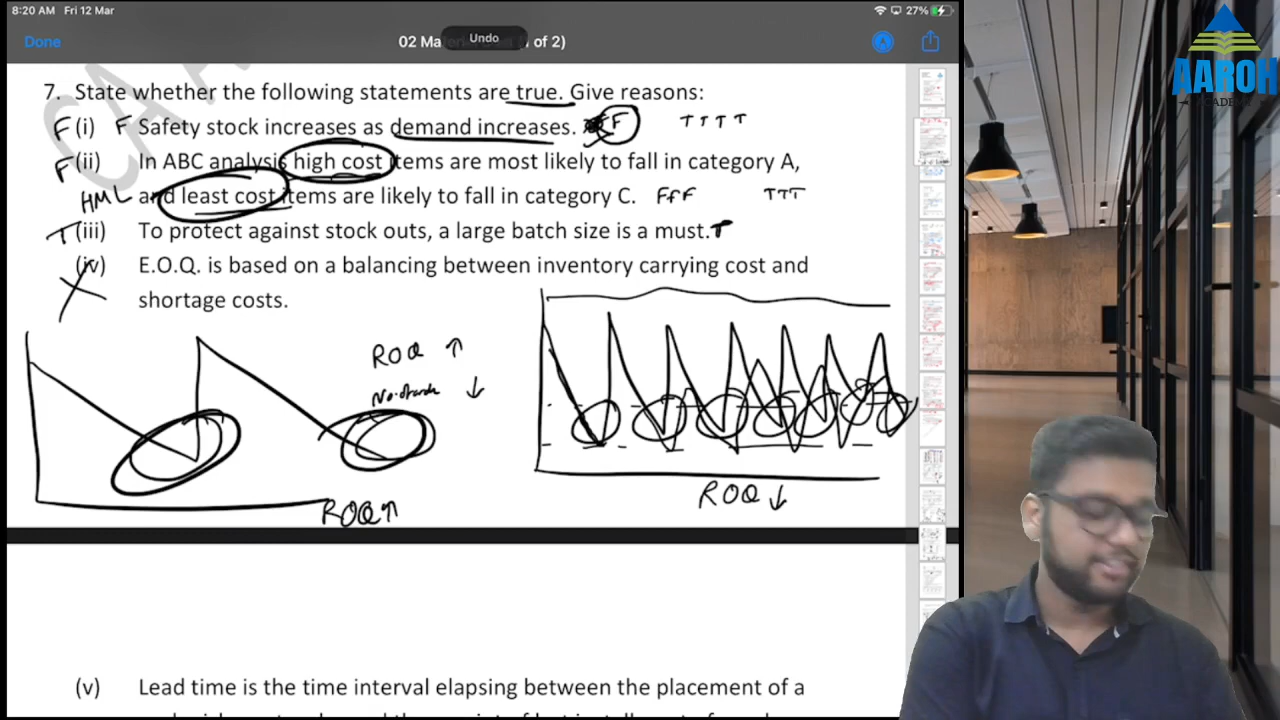 8:20 AM Fri 12 Mar
27%
Done
02 Ma
Undo
1 of 2)
AAROH
7. State whether the following statements are true. Give reasons:
F (i) F Safety stock increases as demand increases. F T T T T
F (ii) In ABC analysis high cost items are most likely to fall in category A,
HML and least cost items are likely to fall in category C. FFF TTT
T (iii) To protect against stock outs, a large batch size is a must. T
(iv) E.O.Q. is based on a balancing between inventory carrying cost and
shortage costs.
ROQ ↑
ROQ ↑
ROQ ↓
(v) Lead time is the time interval elapsing between the placement of a